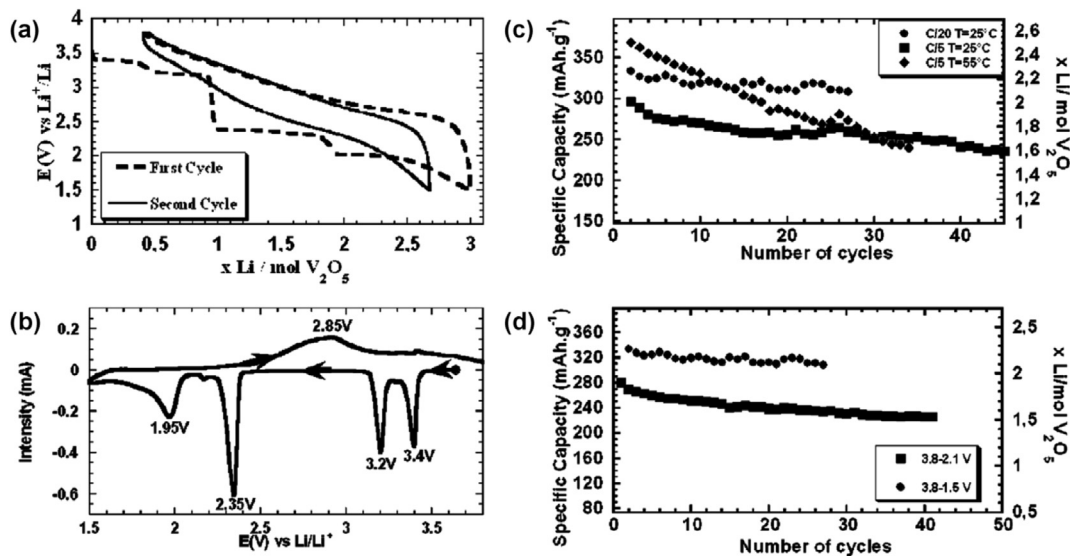 (a)
E(V) vs Li⁺/Li
4
3.5
3
2.5
2
1.5
1
First Cycle
Second Cycle
0
0,5
1
1.5
2
2.5
3
x Li / mol V₂O₅
(b)
Intensity (mA)
0.2
0
-0.2
-0.4
-0.6
2.85V
1.95V
2.35V
3.2V
3.4V
1.5
2
2.5
3
3.5
E(V) vs Li/Li⁺
(c)
Specific Capacity (mAh.g⁻¹)
350
300
250
200
150
C/20 T=25°C
C/5 T=25°C
C/5 T=55°C
2,6
2,4
2,2
2
1,8
1,6
1,4
1,2
1
x Li/ mol V₂O₅
0
10
20
30
40
Number of cycles
(d)
Specific Capacity (mAh.g⁻¹)
360
320
280
240
200
160
120
80
3.8-2.1 V
3.8-1.5 V
2.5
2
1.5
1
0,5
x Li/mol V₂O₅
0
10
20
30
40
50
Number of cycles